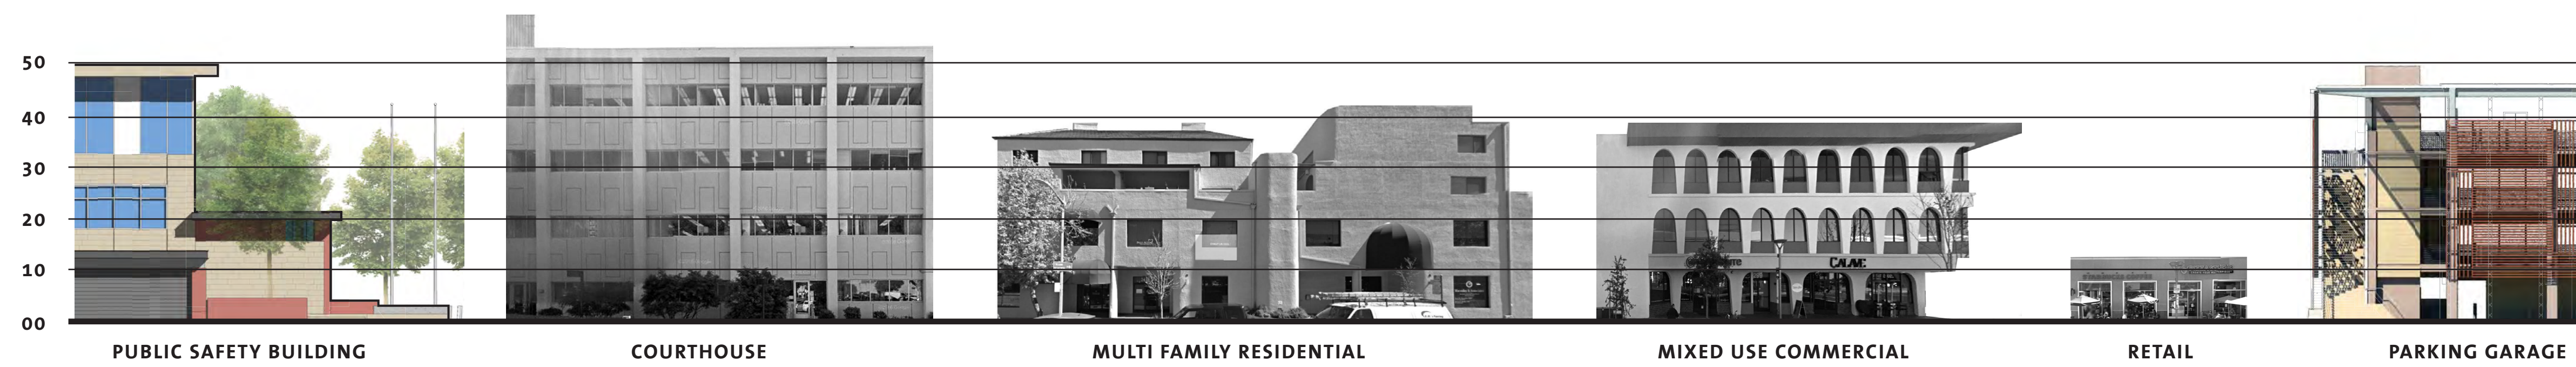 50
40
30
20
10
00
CALAVE
PUBLIC SAFETY BUILDING
COURTHOUSE
MULTI FAMILY RESIDENTIAL
MIXED USE COMMERCIAL
RETAIL
PARKING GARAGE